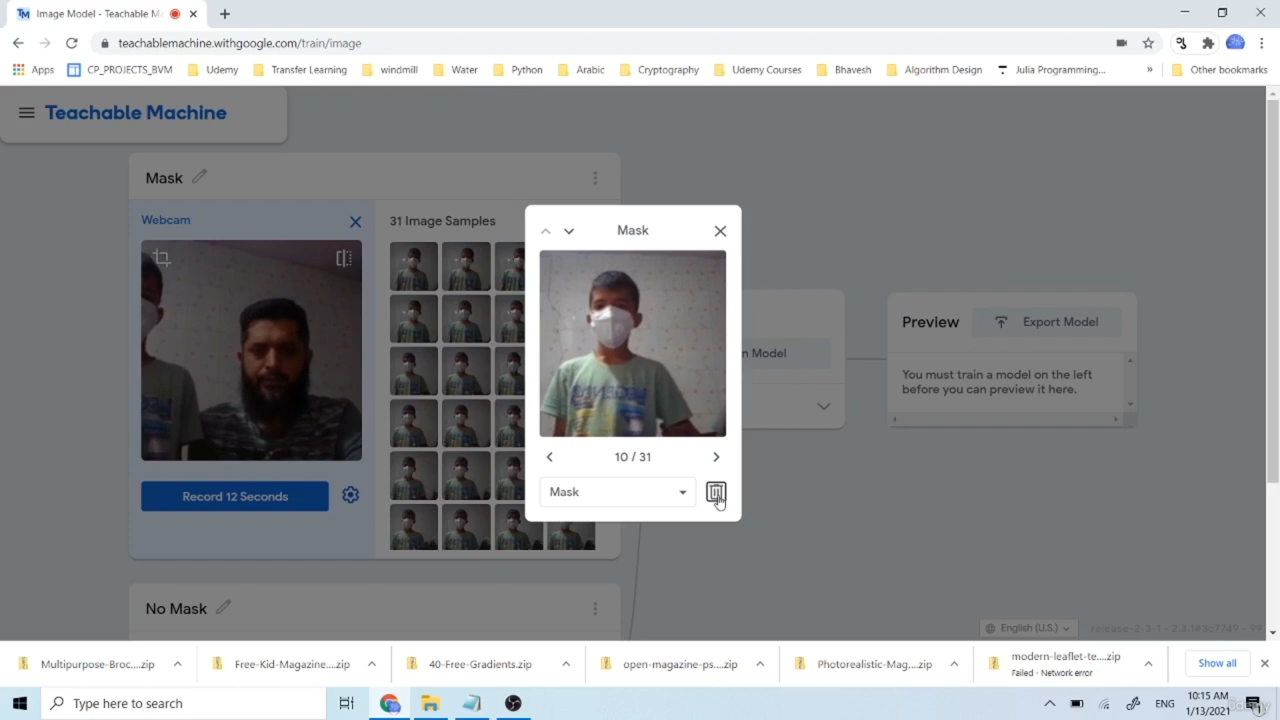 Image Model - Teachable M
teachablemachine.withgoogle.com/train/image
Apps
CP_PROJECTS_BVM
Udemy
Transfer Learning
windmill
Water
Python
Arabic
Cryptography
Udemy Courses
Bhavesh
Algorithm Design
Julia Programming...
»
Other bookmarks
Teachable Machine
Mask
Webcam
31 Image Samples
Record 12 Seconds
Mask
10 / 31
Mask
n Model
Preview
Export Model
You must train a model on the left
before you can preview it here.
No Mask
English (U.S.)
Multipurpose-Broc....zip
Free-Kid-Magazine....zip
40-Free-Gradients.zip
open-magazine-ps....zip
Photorealistic-Mag....zip
modern-leaflet-te....zip
Failed - Network error
Show all
Type here to search
ENG
10:15 AM
1/13/2021